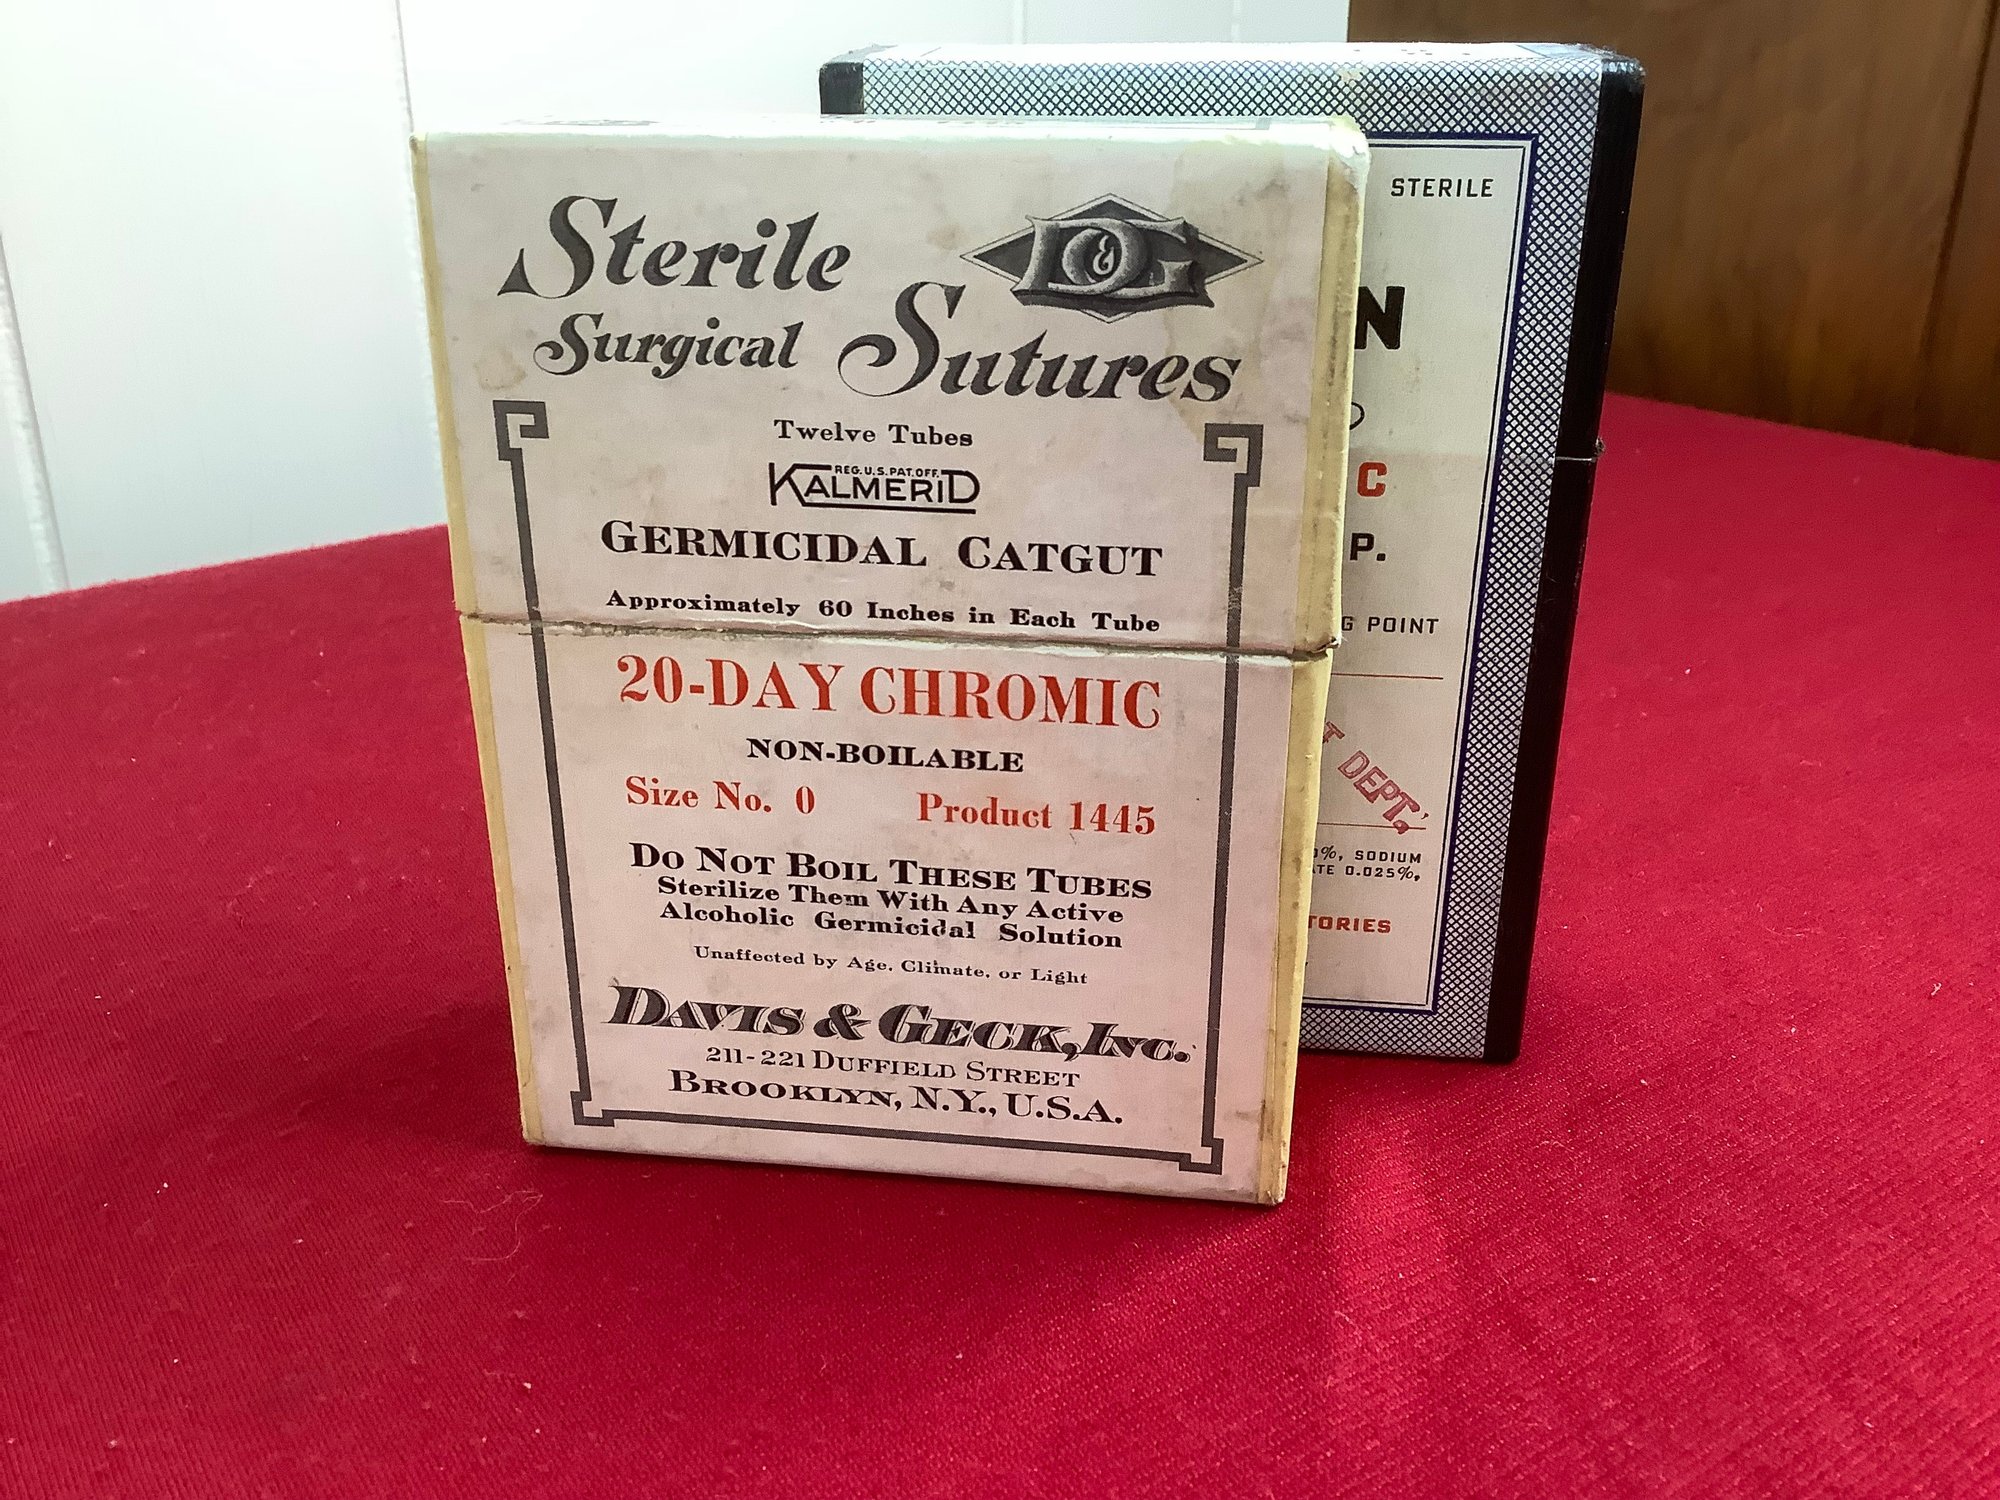 Sterile
D&G
Surgical Sutures
Twelve Tubes
REG. U.S. PAT. OFF.
KALMERID
GERMICIDAL CATGUT
Approximately 60 Inches in Each Tube
20-DAY CHROMIC
NON-BOILABLE
Size No. 0 Product 1445
DO NOT BOIL THESE TUBES
Sterilize Them With Any Active
Alcoholic Germicidal Solution
Unaffected by Age, Climate, or Light
DAVIS & GECK, INC.
211-221 DUFFIELD STREET
BROOKLYN, N.Y., U.S.A.
STERILE
N
C
P.
G POINT
T DEPT.
%, SODIUM
ATE 0.025%,
TORIES